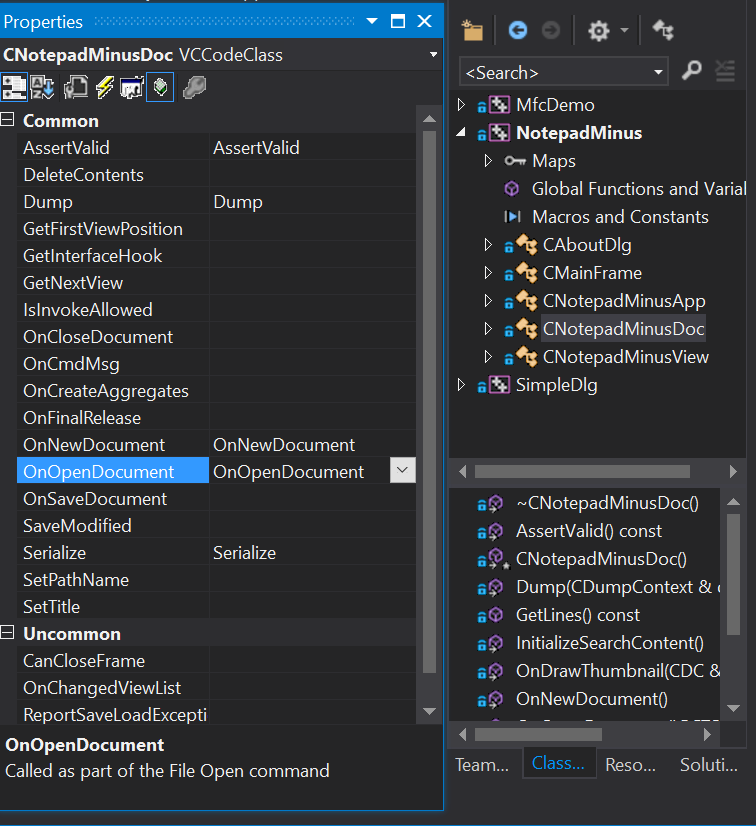 Properties
CNotepadMinusDoc VCCodeClass
Common
AssertValid AssertValid
DeleteContents
Dump Dump
GetFirstViewPosition
GetInterfaceHook
GetNextView
IsInvokeAllowed
OnCloseDocument
OnCmdMsg
OnCreateAggregates
OnFinalRelease
OnNewDocument OnNewDocument
OnOpenDocument OnOpenDocument
OnSaveDocument
SaveModified
Serialize Serialize
SetPathName
SetTitle
Uncommon
CanCloseFrame
OnChangedViewList
ReportSaveLoadExcepti
OnOpenDocument
Called as part of the File Open command
<Search>
MfcDemo
NotepadMinus
Maps
Global Functions and Varial
Macros and Constants
CAboutDlg
CMainFrame
CNotepadMinusApp
CNotepadMinusDoc
CNotepadMinusView
SimpleDlg
~CNotepadMinusDoc()
AssertValid() const
CNotepadMinusDoc()
Dump(CDumpContext &
GetLines() const
InitializeSearchContent()
OnDrawThumbnail(CDC &
OnNewDocument()
Team... Class... Reso... Soluti...